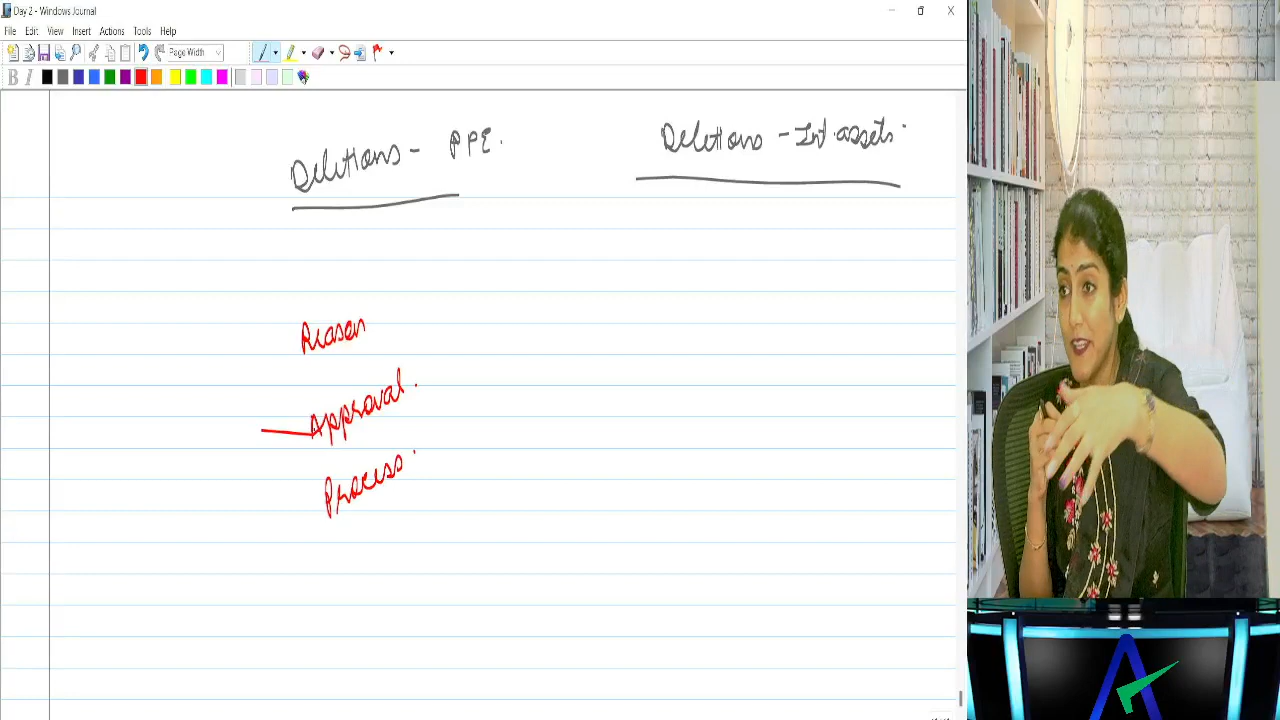 Day 2 - Windows Journal
File Edit View Insert Actions Tools Help
Page Width
B I
Deletions - PPE.
Deletions - Int assets.
Reason
Approval.
Process.